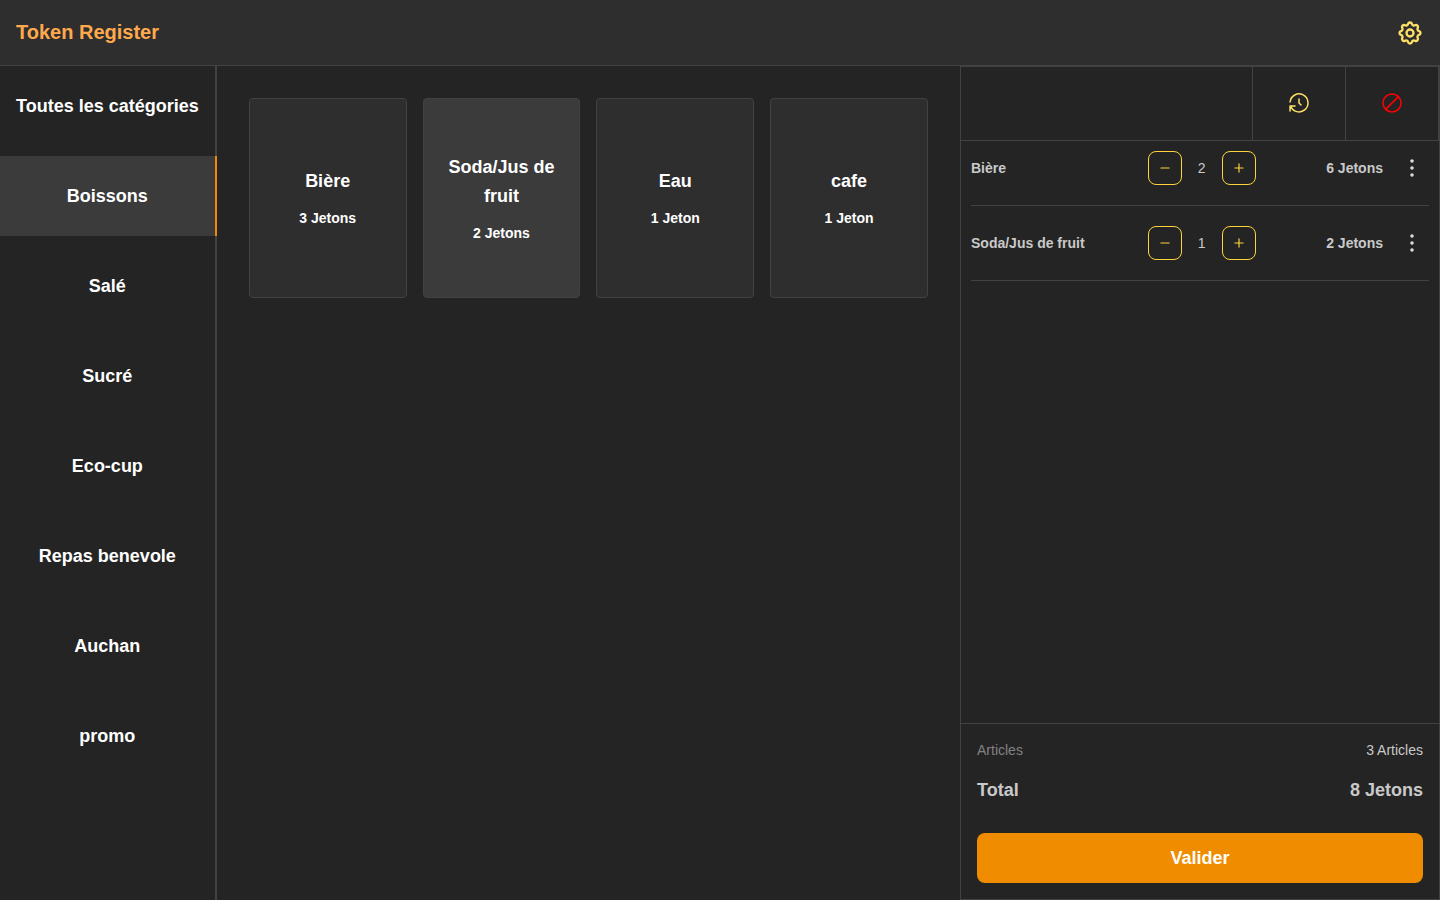 Token Register
Toutes les catégories
Boissons
Salé
Sucré
Eco-cup
Repas benevole
Auchan
promo
Bière
3 Jetons
Soda/Jus de
fruit
2 Jetons
Eau
1 Jeton
cafe
1 Jeton
Bière 2 6 Jetons
Soda/Jus de fruit 1 2 Jetons
Articles 3 Articles
Total 8 Jetons
Valider